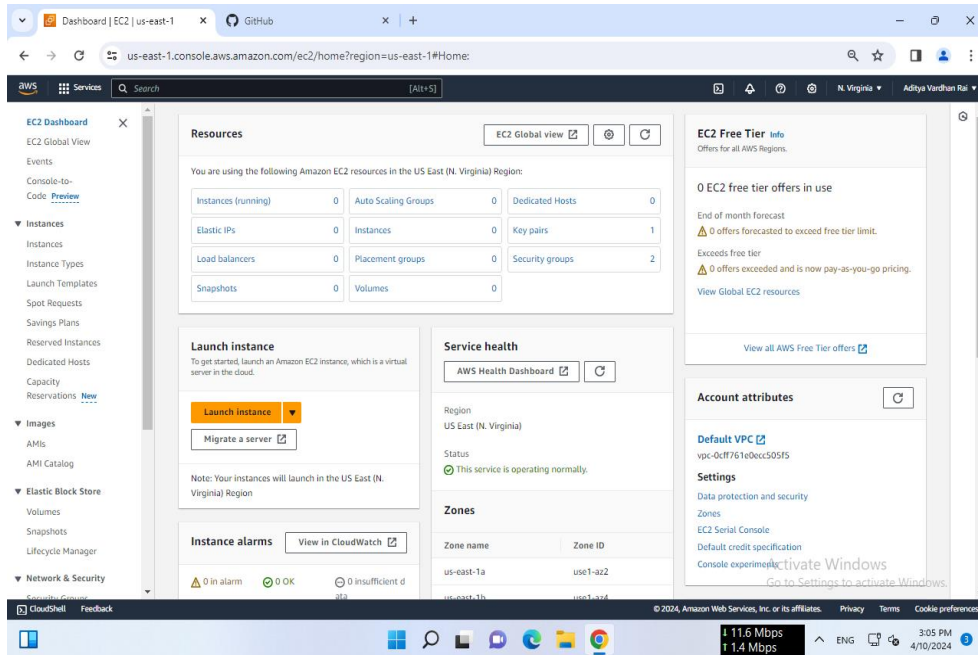 Dashboard | EC2 | us-east-1
GitHub
us-east-1.console.aws.amazon.com/ec2/home?region=us-east-1#Home:
aws
Services
Search
[Alt+S]
N. Virginia
Aditya Vardhan Rai
EC2 Dashboard
EC2 Global View
Events
Console-to-
Code Preview
Instances
Instances
Instance Types
Launch Templates
Spot Requests
Savings Plans
Reserved Instances
Dedicated Hosts
Capacity
Reservations New
Images
AMIs
AMI Catalog
Elastic Block Store
Volumes
Snapshots
Lifecycle Manager
Network & Security
Security Groups
Resources
EC2 Global view
You are using the following Amazon EC2 resources in the US East (N. Virginia) Region:
Instances (running) 0
Auto Scaling Groups 0
Dedicated Hosts 0
Elastic IPs 0
Instances 0
Key pairs 1
Load balancers 0
Placement groups 0
Security groups 2
Snapshots 0
Volumes 0
Launch instance
To get started, launch an Amazon EC2 instance, which is a virtual
server in the cloud.
Launch instance
Migrate a server
Note: Your instances will launch in the US East (N.
Virginia) Region
Instance alarms
View in CloudWatch
0 in alarm
0 OK
0 insufficient d
ata
Service health
AWS Health Dashboard
Region
US East (N. Virginia)
Status
This service is operating normally.
Zones
Zone name
Zone ID
us-east-1a
use1-az2
us-east-1b
use1-az4
EC2 Free Tier Info
Offers for all AWS Regions.
0 EC2 free tier offers in use
End of month forecast
0 offers forecasted to exceed free tier limit.
Exceeds free tier
0 offers exceeded and is now pay-as-you-go pricing.
View Global EC2 resources
View all AWS Free Tier offers
Account attributes
Default VPC
vpc-0cff761e0ecc505f5
Settings
Data protection and security
Zones
EC2 Serial Console
Default credit specification
Console experiments
Activate Windows
Go to Settings to activate Windows.
CloudShell
Feedback
© 2024, Amazon Web Services, Inc. or its affiliates.
Privacy
Terms
Cookie preferences
11.6 Mbps
1.4 Mbps
ENG
3:05 PM
4/10/2024
3